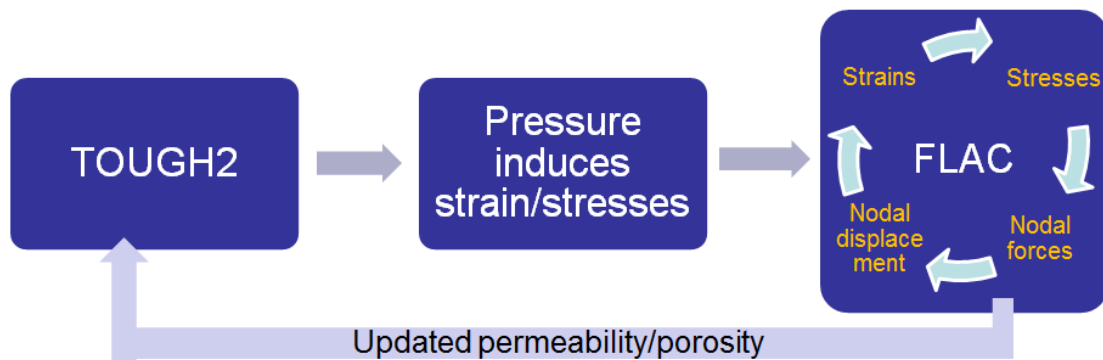 TOUGH2
Pressure
induces
strain/stresses
Strains
Stresses
FLAC
Nodal
displace
ment
Nodal
forces
Updated permeability/porosity